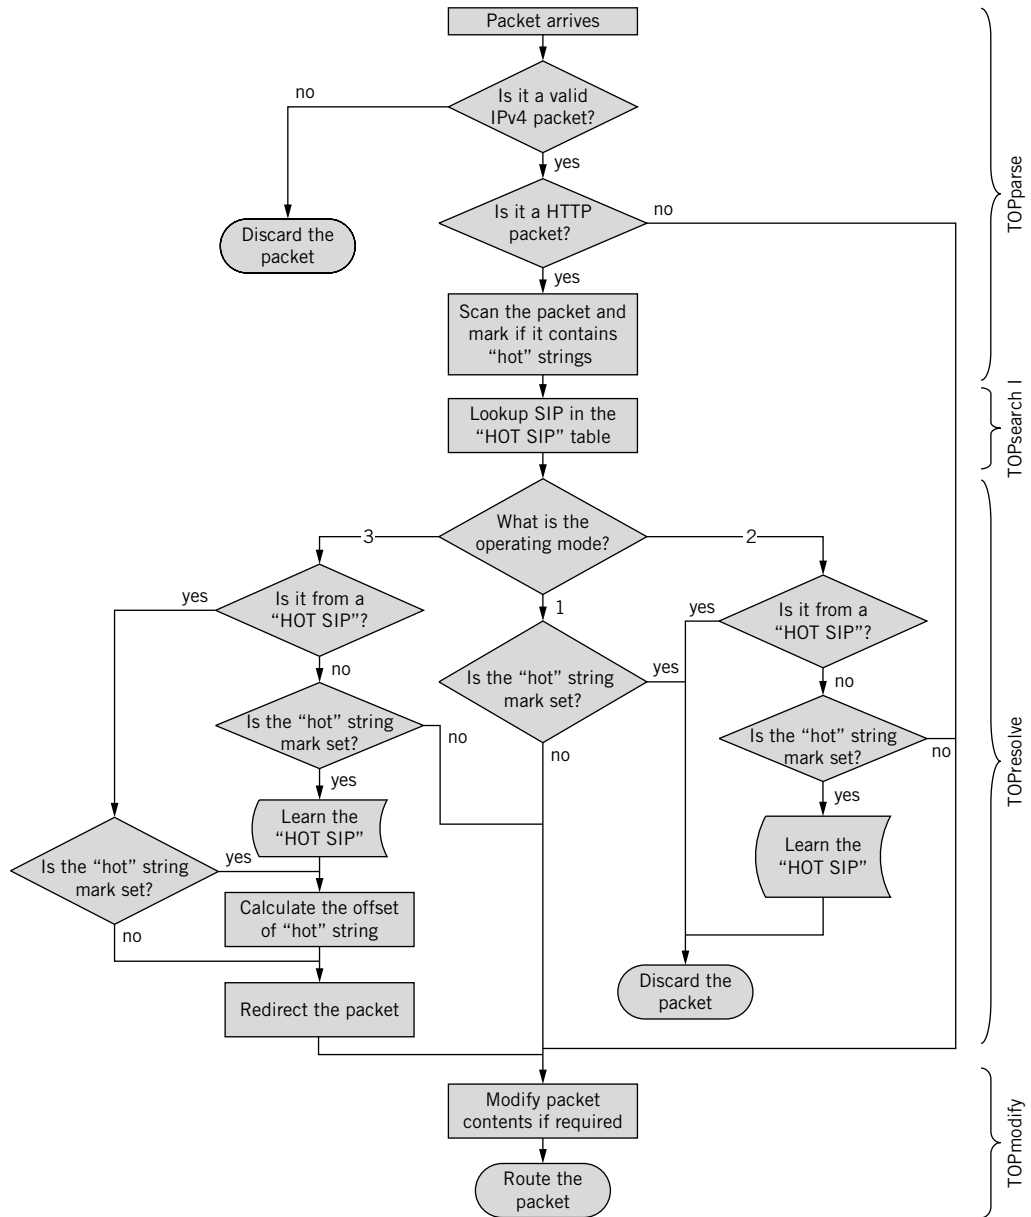 Packet arrives
Is it a valid
IPv4 packet?
no
yes
Discard the
packet
Is it a HTTP
packet?
no
yes
Scan the packet and
mark if it contains
“hot” strings
TOPparse
Lookup SIP in the
“HOT SIP” table
TOPsearch I
What is the
operating mode?
3
2
1
Is it from a
“HOT SIP”?
yes
no
Is the “hot” string
mark set?
no
yes
Learn the
“HOT SIP”
Is the “hot” string
mark set?
yes
no
Calculate the offset
of “hot” string
Redirect the packet
Is the “hot” string
mark set?
yes
no
Is it from a
“HOT SIP”?
yes
no
Is the “hot” string
mark set?
no
yes
Learn the
“HOT SIP”
Discard the
packet
TOPresolve
Modify packet
contents if required
Route the
packet
TOPmodify